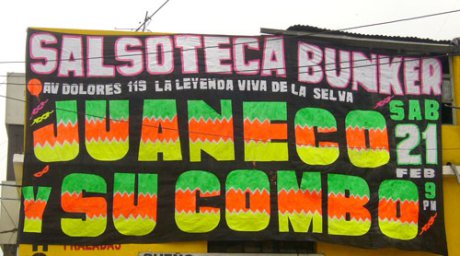 SALSOTECA BUNKER
AV DOLORES 115 LA LEYENDA VIVA DE LA SELVA
JUANECO
Y SU COMBO
SAB
21
FEB
9
PM